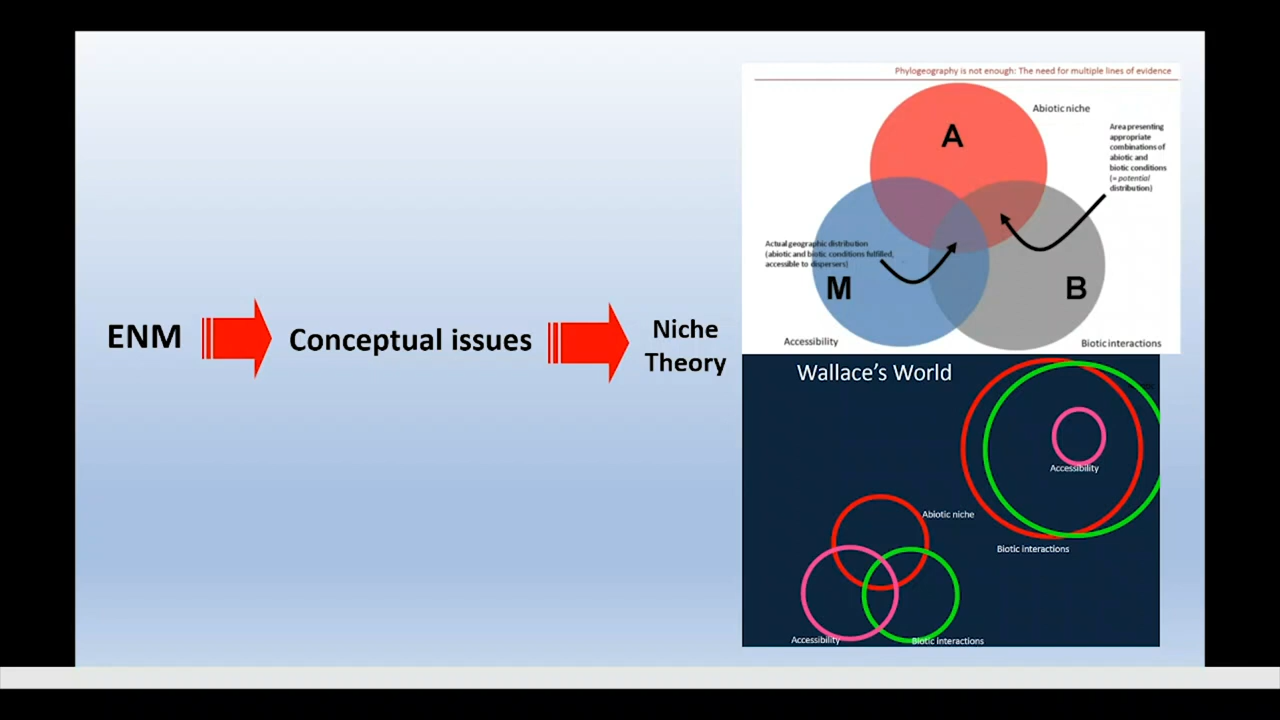 ENM
Conceptual issues
Niche
Theory
Phylogeography is not enough: The need for multiple lines of evidence
A
Abiotic niche
Area presenting
appropriate
combinations of
abiotic and
biotic conditions
(= potential
distribution)
Actual geographic distribution
(abiotic and biotic conditions fulfilled,
accessible to dispersers)
M
B
Accessibility
Biotic interactions
Wallace's World
Accessibility
Abiotic niche
Biotic interactions
Accessibility
Biotic interactions